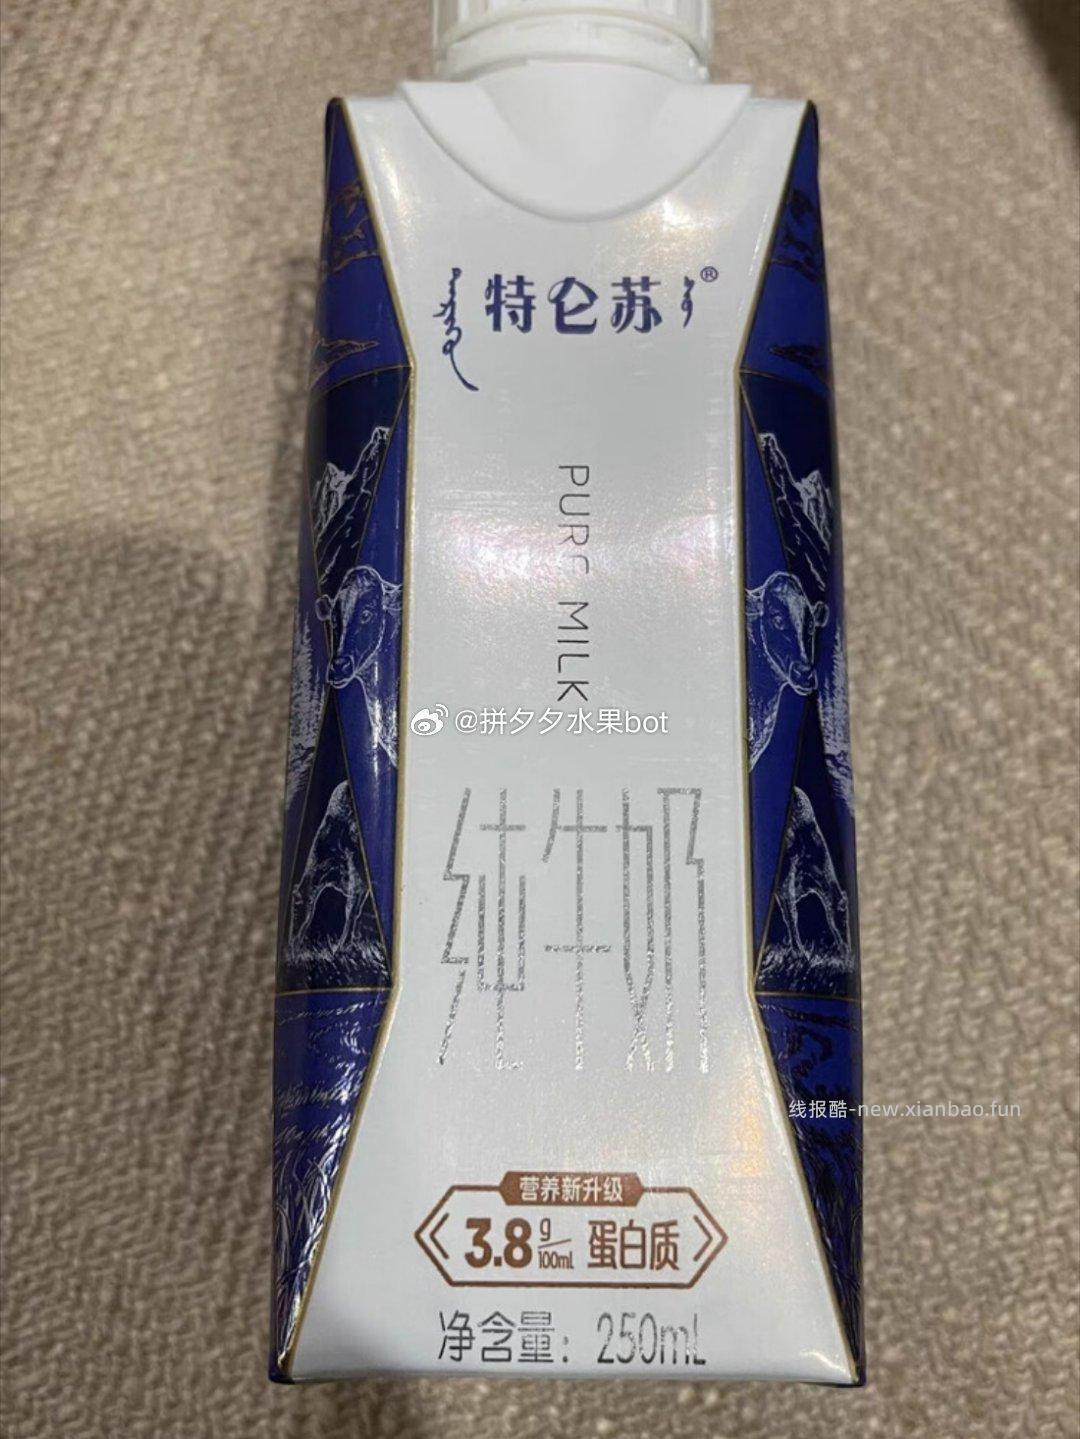 特仑苏®
PURE MILK
@拼夕夕水果bot
纯牛奶
线报酷-new.xianbao.fun
营养新升级
3.8g/100ml 蛋白质
净含量：250mL